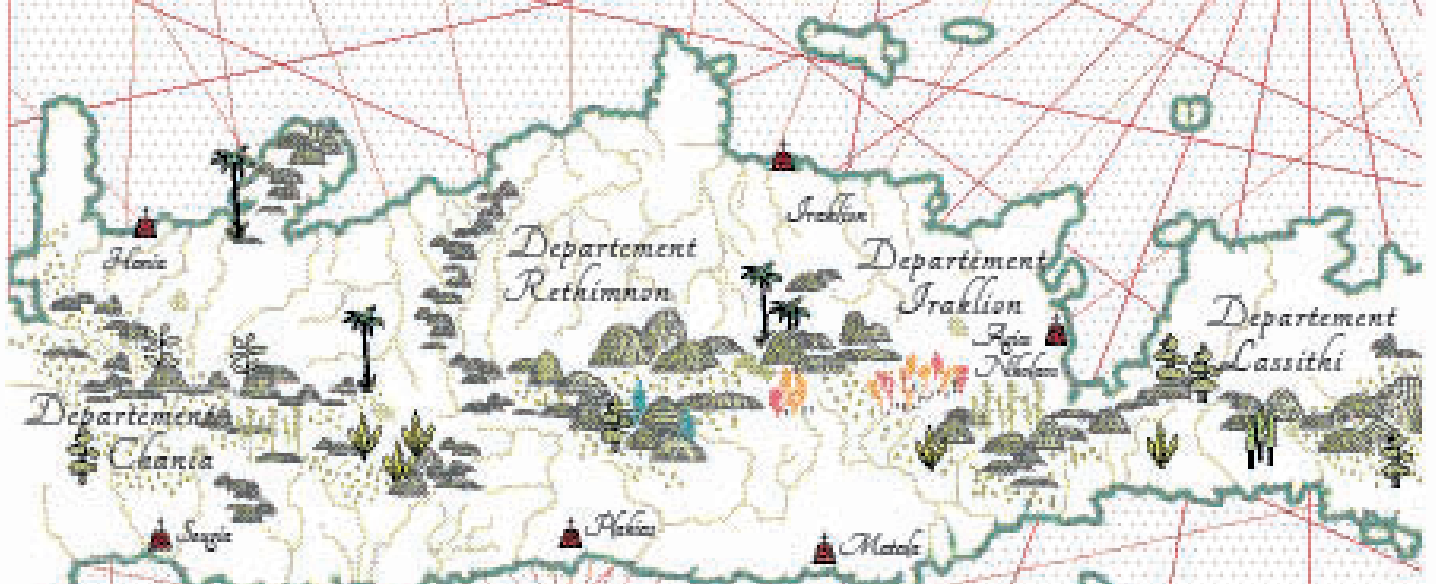 Iraklion
Departement
Rethimnon
Departement
Iraklion
Hania
Departement
Lassithi
Agios
Nikolaos
Departement
Chania
Sougia
Plakias
Matala